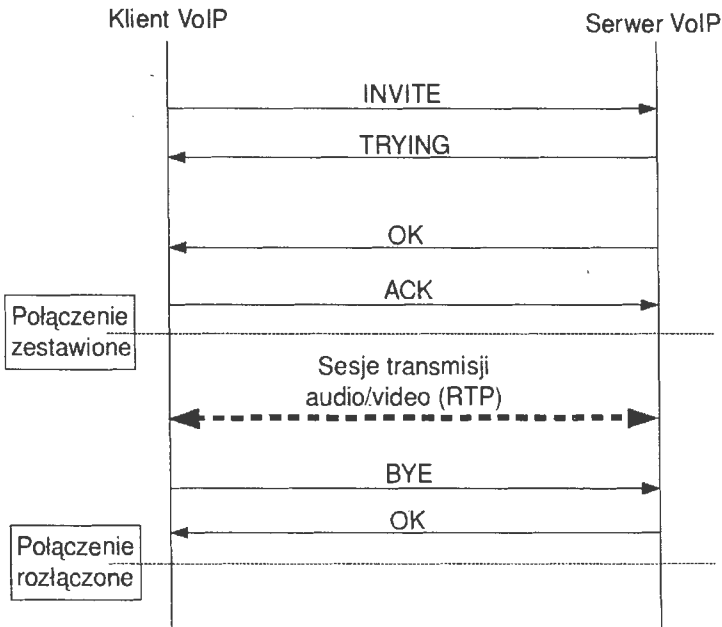 Klient VoIP
Serwer VoIP
INVITE
TRYING
OK
ACK
Połączenie
zestawione
Sesje transmisji
audio/video (RTP)
BYE
OK
Połączenie
rozłączone